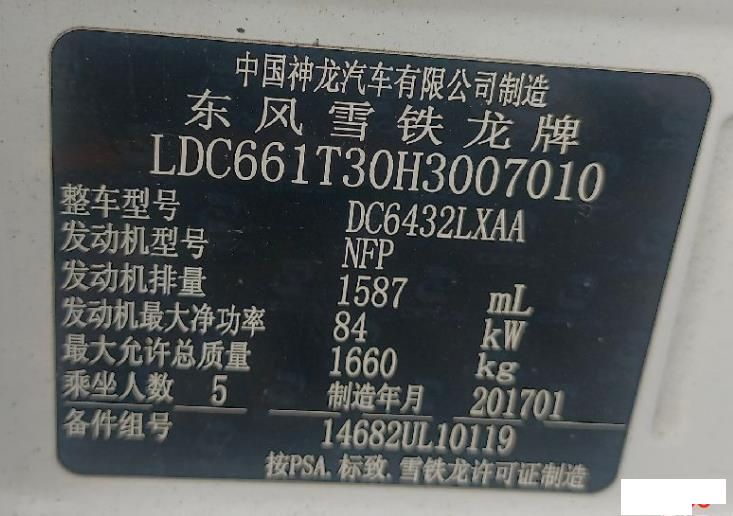 中国神龙汽车有限公司制造
东风雪铁龙牌
LDC661T30H3007010
整车型号 DC6432LXAA
发动机型号 NFP
发动机排量 1587 mL
发动机最大净功率 84 kW
最大允许总质量 1660 kg
乘坐人数 5 制造年月 201701
备件组号 14682UL10119
按PSA.标致.雪铁龙许可证制造